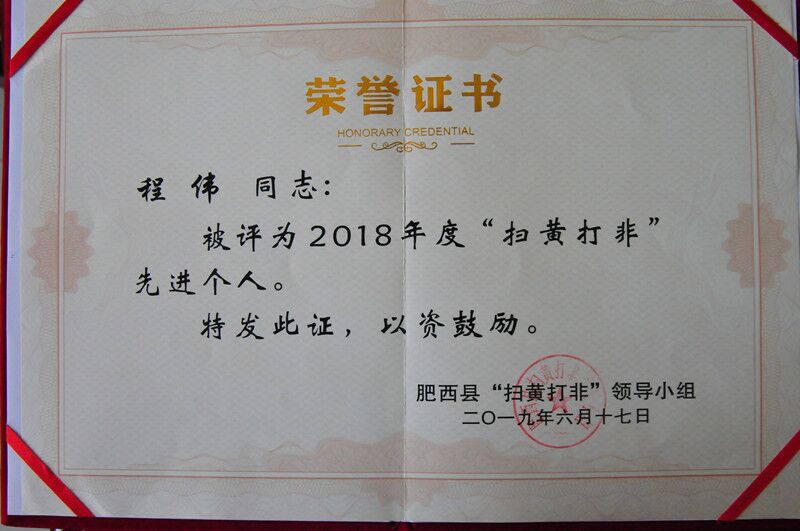 荣誉证书
HONORARY CREDENTIAL
程 伟 同志：
被评为2018年度“扫黄打非”
先进个人。
特发此证，以资鼓励。
肥西县“扫黄打非”领导小组
二〇一九年六月十七日